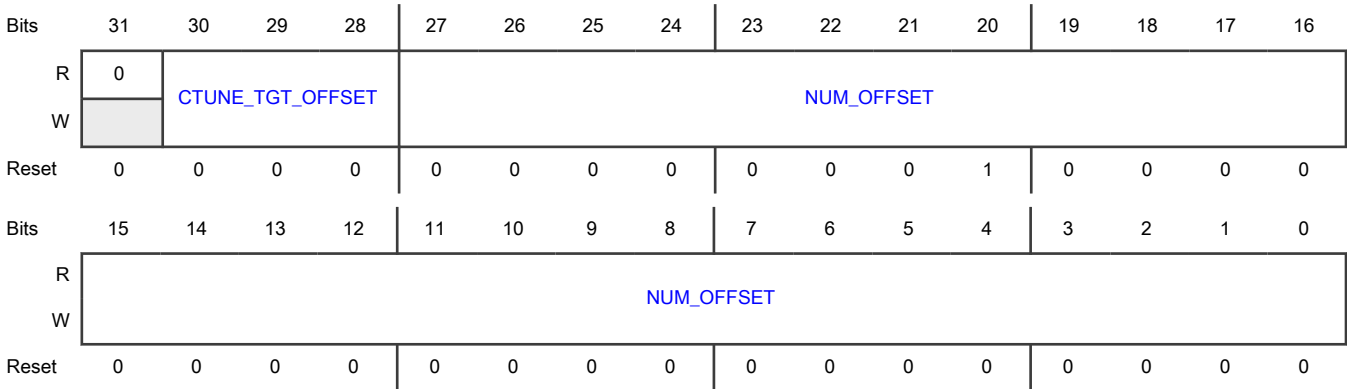 Bits 31 30 29 28 27 26 25 24 23 22 21 20 19 18 17 16
R 0
CTUNE_TGT_OFFSET NUM_OFFSET
W
Reset 0 0 0 0 0 0 0 0 0 0 0 1 0 0 0 0
Bits 15 14 13 12 11 10 9 8 7 6 5 4 3 2 1 0
R
NUM_OFFSET
W
Reset 0 0 0 0 0 0 0 0 0 0 0 0 0 0 0 0